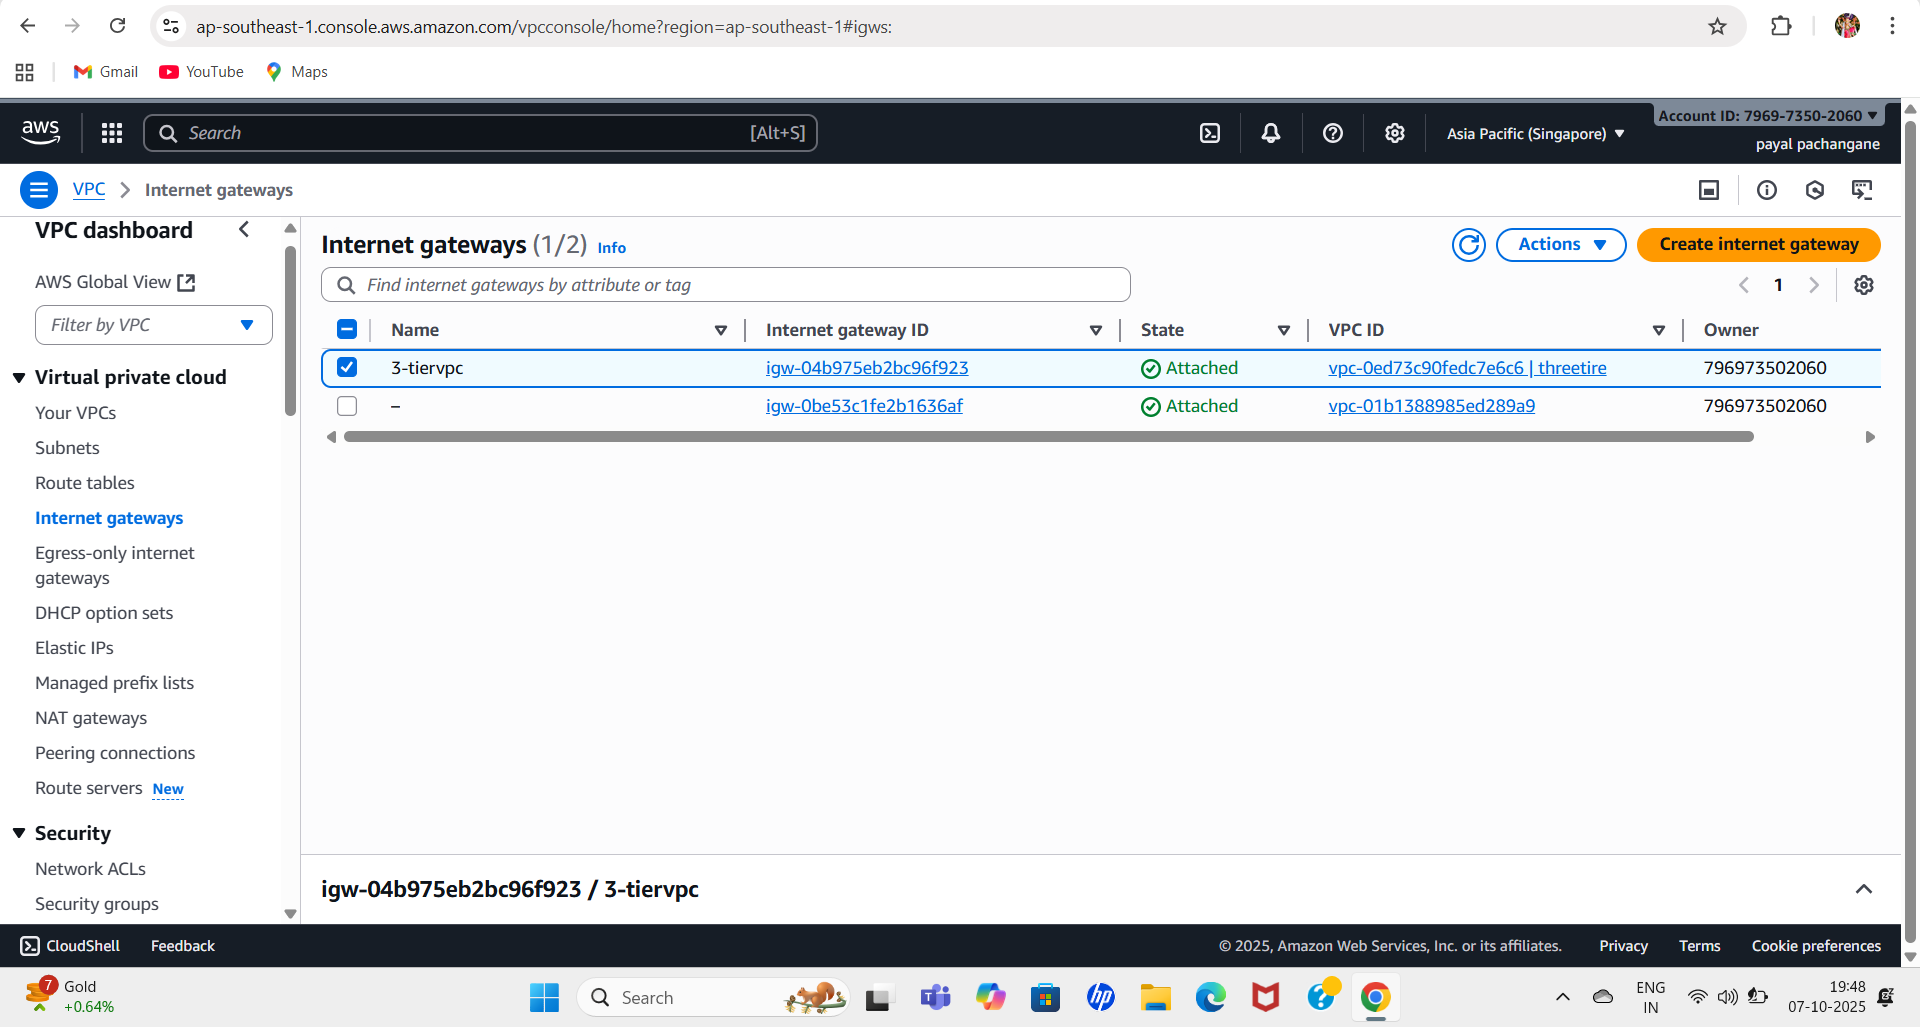 ap-southeast-1.console.aws.amazon.com/vpcconsole/home?region=ap-southeast-1#igws:
Gmail YouTube Maps
aws Search [Alt+S] Asia Pacific (Singapore) Account ID: 7969-7350-2060
payal pachangane
VPC Internet gateways
VPC dashboard
AWS Global View
Filter by VPC
Virtual private cloud
Your VPCs
Subnets
Route tables
Internet gateways
Egress-only internet
gateways
DHCP option sets
Elastic IPs
Managed prefix lists
NAT gateways
Peering connections
Route servers New
Security
Network ACLs
Security groups
Internet gateways (1/2) Info
Actions Create internet gateway
Find internet gateways by attribute or tag
1
Name Internet gateway ID State VPC ID Owner
3-tiervpc igw-04b975eb2bc96f923 Attached vpc-0ed73c90fedc7e6c6 | threetire 796973502060
– igw-0be53c1fe2b1636af Attached vpc-01b1388985ed289a9 796973502060
igw-04b975eb2bc96f923 / 3-tiervpc
CloudShell Feedback © 2025, Amazon Web Services, Inc. or its affiliates. Privacy Terms Cookie preferences
7 Gold
+0.64%
Search
hp
ENG
IN
19:48
07-10-2025